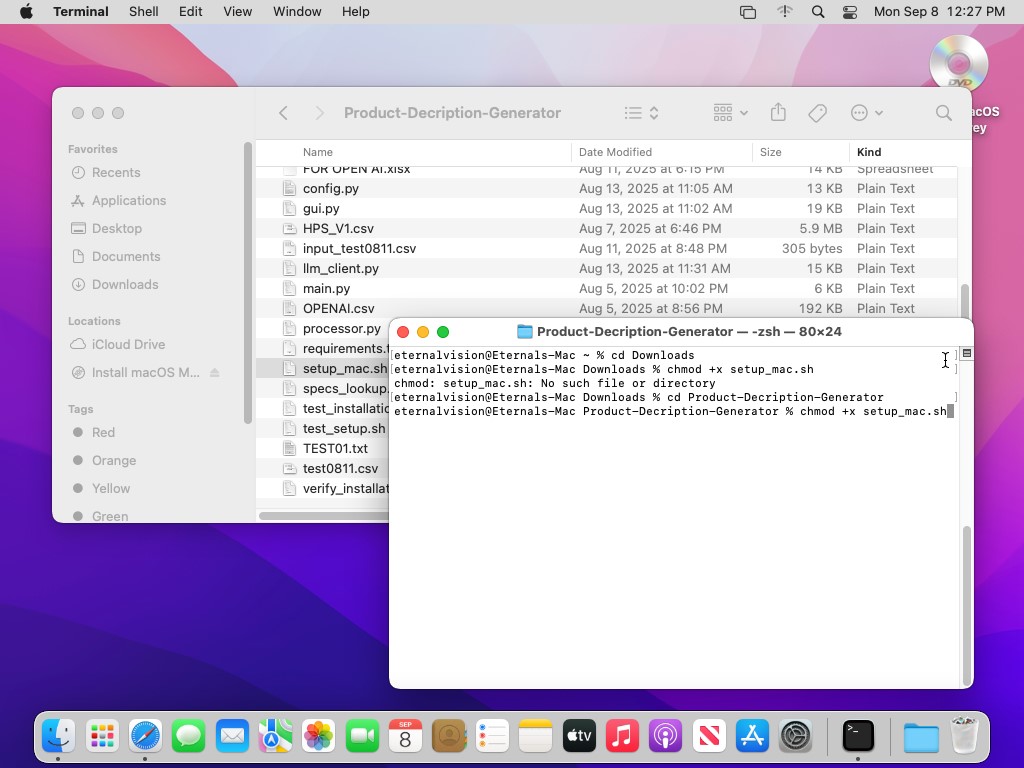 Terminal Shell Edit View Window Help Mon Sep 8 12:27 PM
DVD
acOS
rey
Product-Decription-Generator
Favorites
Recents
Applications
Desktop
Documents
Downloads
Locations
iCloud Drive
Install macOS M...
Tags
Red
Orange
Yellow
Green
Name Date Modified Size Kind
FOR OPEN AI.xlsx Aug 11, 2025 at 6:15 PM 14 KB Spreadsheet
config.py Aug 13, 2025 at 11:05 AM 13 KB Plain Text
gui.py Aug 13, 2025 at 11:02 AM 19 KB Plain Text
HPS_V1.csv Aug 7, 2025 at 6:46 PM 5.9 MB Plain Text
input_test0811.csv Aug 11, 2025 at 8:48 PM 305 bytes Plain Text
llm_client.py Aug 13, 2025 at 11:31 AM 15 KB Plain Text
main.py Aug 5, 2025 at 10:02 PM 6 KB Plain Text
OPENAI.csv Aug 5, 2025 at 8:56 PM 192 KB Plain Text
processor.py
requirements.t
setup_mac.sh
specs_lookup.
test_installatio
test_setup.sh
TEST01.txt
test0811.csv
verify_installat
Product-Decription-Generator — -zsh — 80×24
[eternalvision@Eternals-Mac ~ % cd Downloads ]
[eternalvision@Eternals-Mac Downloads % chmod +x setup_mac.sh ]
chmod: setup_mac.sh: No such file or directory
[eternalvision@Eternals-Mac Downloads % cd Product-Decription-Generator ]
eternalvision@Eternals-Mac Product-Decription-Generator % chmod +x setup_mac.sh
SEP
8
tv
>_